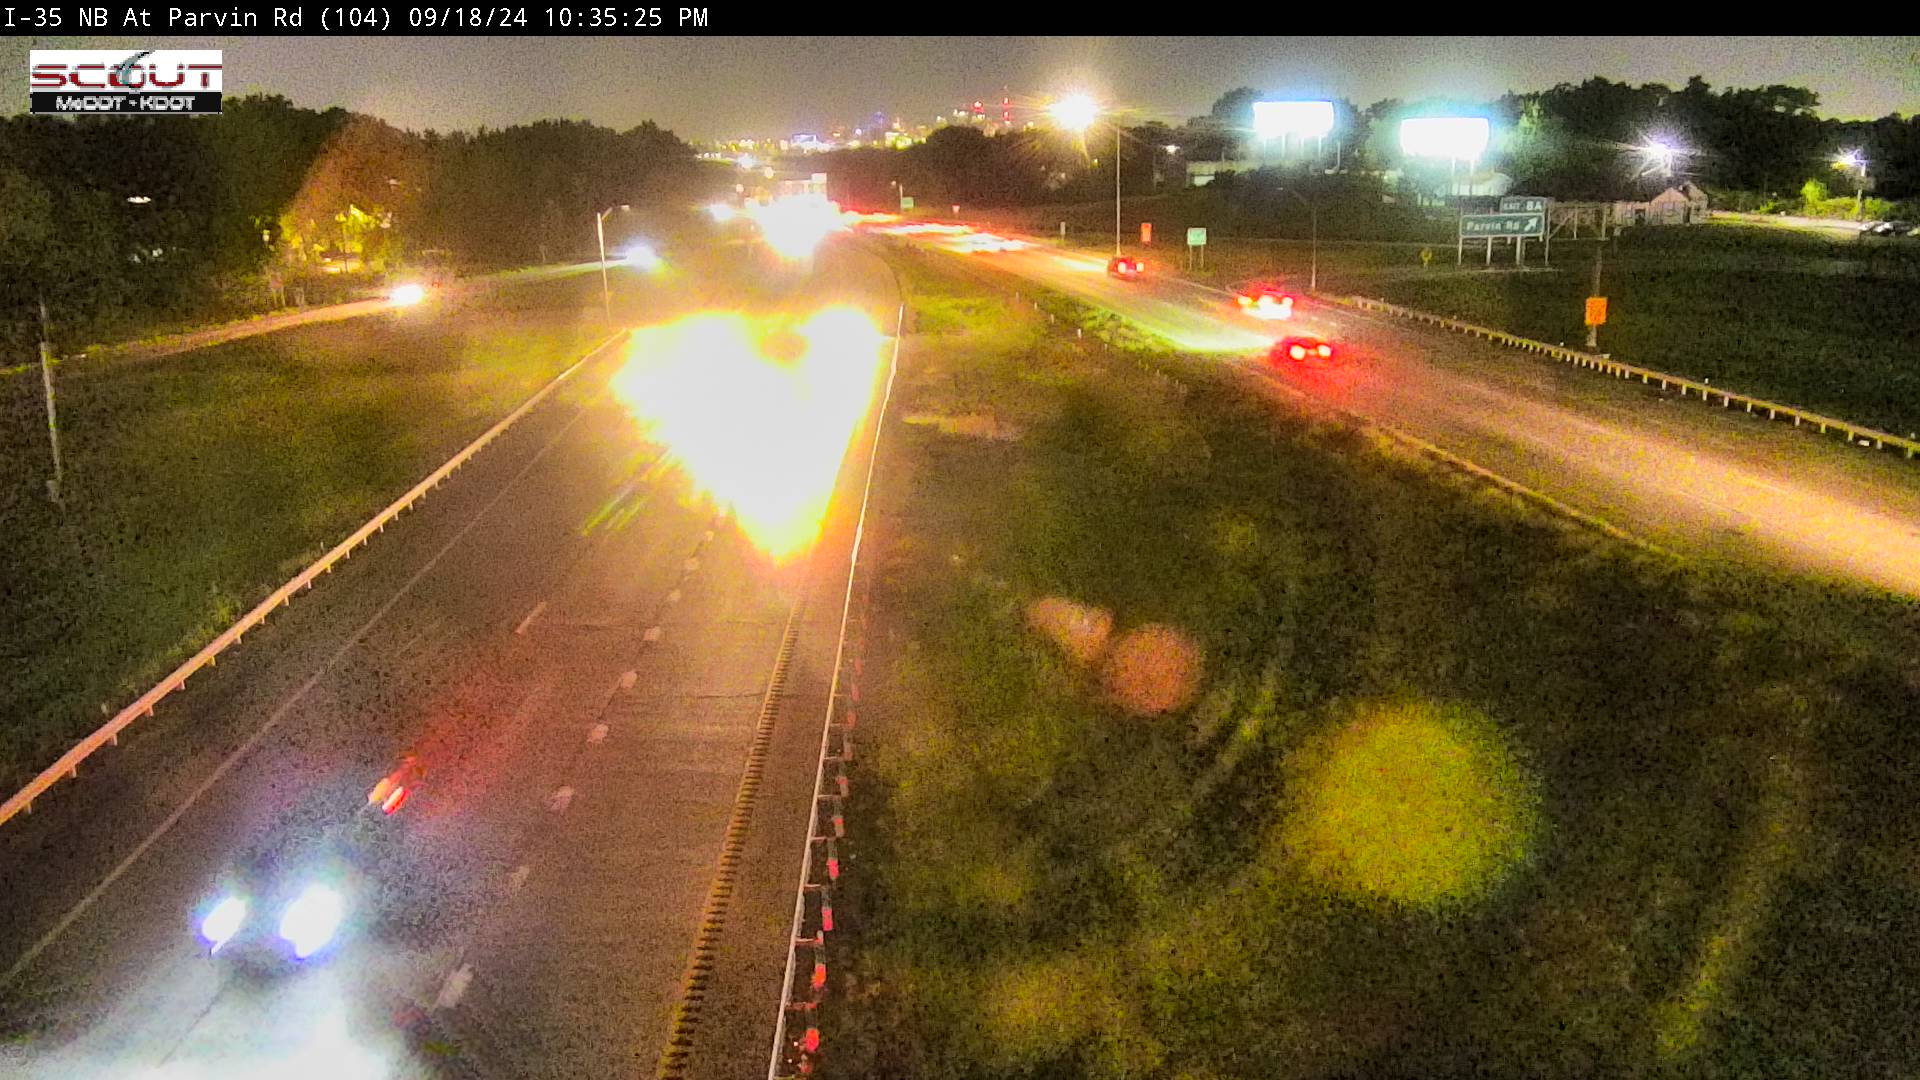 I-35 NB At Parvin Rd (104) 09/18/24 10:35:25 PM
SCOUT
MoDOT - KDOT
EXIT 8A
Parvin Rd